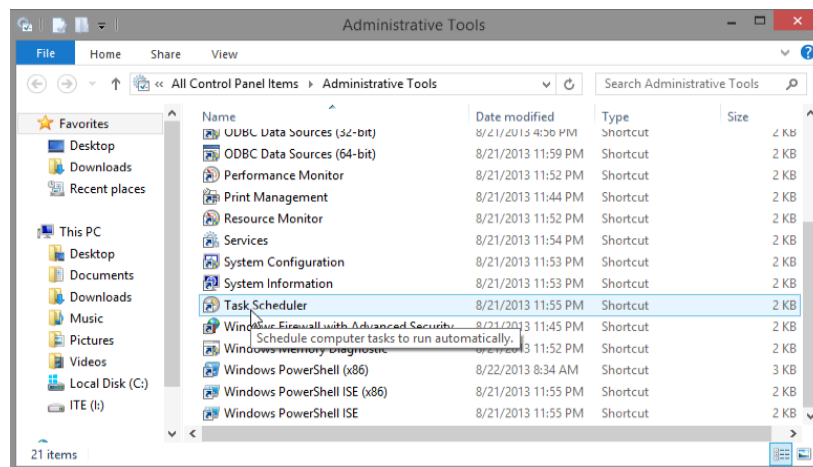 Administrative Tools
File Home Share View
« All Control Panel Items Administrative Tools Search Administrative Tools
Favorites
Desktop
Downloads
Recent places
This PC
Desktop
Documents
Downloads
Music
Pictures
Videos
Local Disk (C:)
ITE (I:)
Name Date modified Type Size
ODBC Data Sources (32-bit) 8/21/2013 4:56 PM Shortcut 2 KB
ODBC Data Sources (64-bit) 8/21/2013 11:59 PM Shortcut 2 KB
Performance Monitor 8/21/2013 11:52 PM Shortcut 2 KB
Print Management 8/21/2013 11:44 PM Shortcut 2 KB
Resource Monitor 8/21/2013 11:52 PM Shortcut 2 KB
Services 8/21/2013 11:54 PM Shortcut 2 KB
System Configuration 8/21/2013 11:53 PM Shortcut 2 KB
System Information 8/21/2013 11:53 PM Shortcut 2 KB
Task Scheduler 8/21/2013 11:55 PM Shortcut 2 KB
Windows Firewall with Advanced Security 8/21/2013 11:45 PM Shortcut 2 KB
Schedule computer tasks to run automatically.
Windows Memory Diagnostic 8/21/2013 11:52 PM Shortcut 2 KB
Windows PowerShell (x86) 8/22/2013 8:34 AM Shortcut 3 KB
Windows PowerShell ISE (x86) 8/21/2013 11:55 PM Shortcut 2 KB
Windows PowerShell ISE 8/21/2013 11:55 PM Shortcut 2 KB
21 items